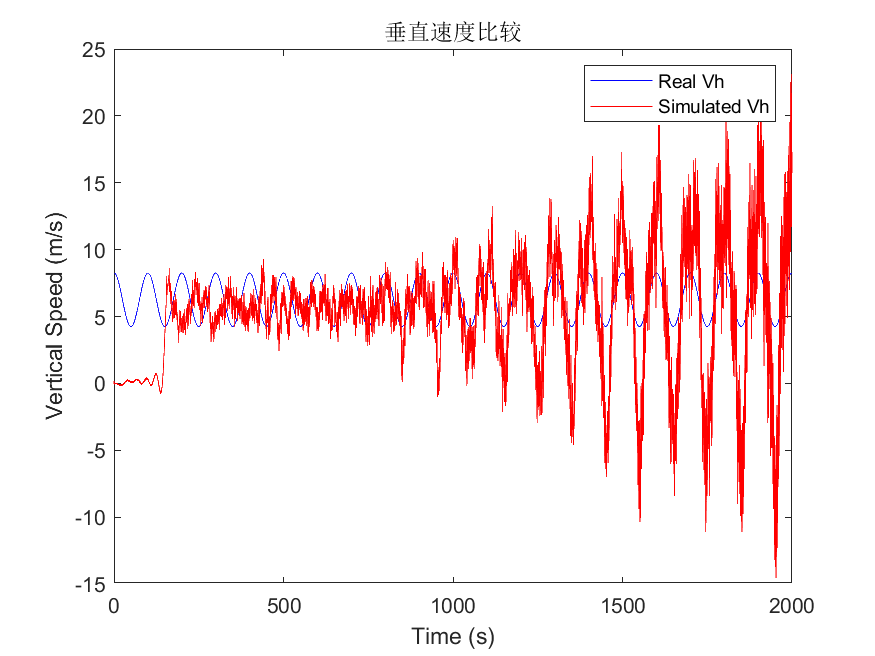 垂直速度比较
25
20
15
10
5
0
-5
-10
-15
Vertical Speed (m/s)
Real Vh
Simulated Vh
0 500 1000 1500 2000
Time (s)